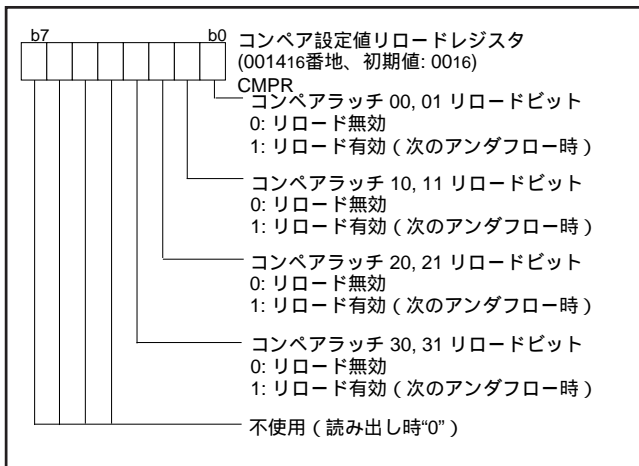 b7 b0 コンペア設定値リロードレジスタ
(001416番地、初期値: 0016)
CMPR
コンペアラッチ 00, 01 リロードビット
0: リロード無効
1: リロード有効 ( 次のアンダフロー時 )
コンペアラッチ 10, 11 リロードビット
0: リロード無効
1: リロード有効 ( 次のアンダフロー時 )
コンペアラッチ 20, 21 リロードビット
0: リロード無効
1: リロード有効 ( 次のアンダフロー時 )
コンペアラッチ 30, 31 リロードビット
0: リロード無効
1: リロード有効 ( 次のアンダフロー時 )
不使用 ( 読み出し時“0” )